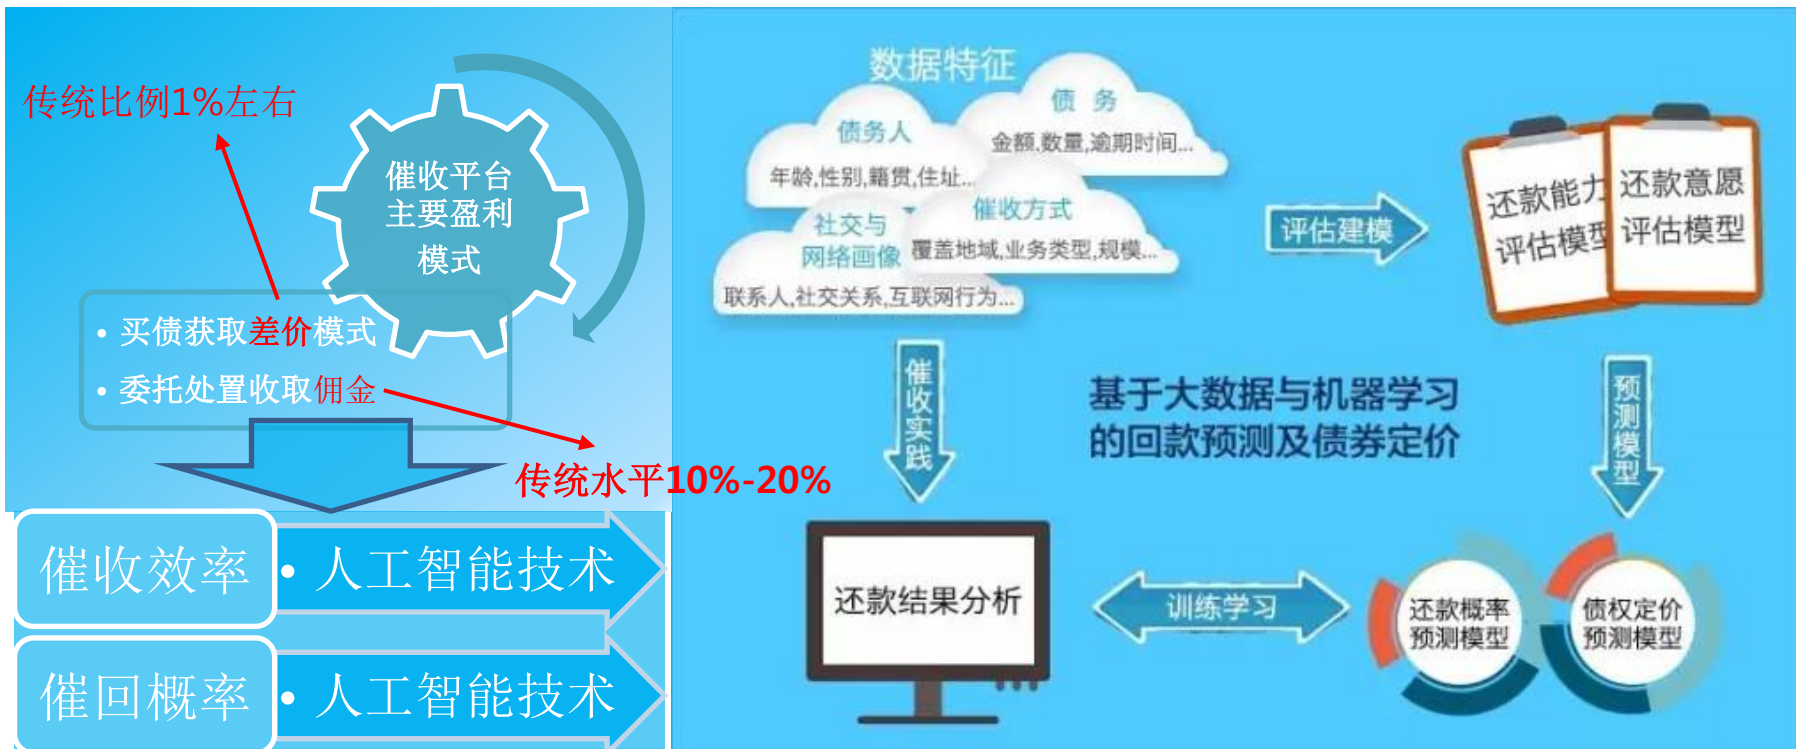 传统比例1%左右
催收平台
主要盈利
模式
• 买债获取差价模式
• 委托处置收取佣金
传统水平10%-20%
催收效率
• 人工智能技术
催回概率
• 人工智能技术
数据特征
债务人
年龄,性别,籍贯,住址...
债 务
金额,数量,逾期时间...
社交与
网络画像
联系人,社交关系,互联网行为...
催收方式
覆盖地域,业务类型,规模...
评估建模
还款能力
评估模型
还款意愿
评估模型
催收实践
基于大数据与机器学习
的回款预测及债券定价
预测模型
还款结果分析
训练学习
还款概率
预测模型
债权定价
预测模型